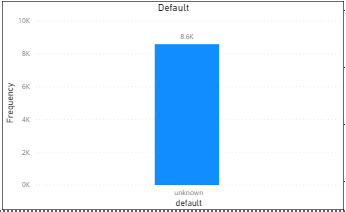 Default
10K
8.6K
8K
6K
4K
2K
0K
Frequency
unknown
default